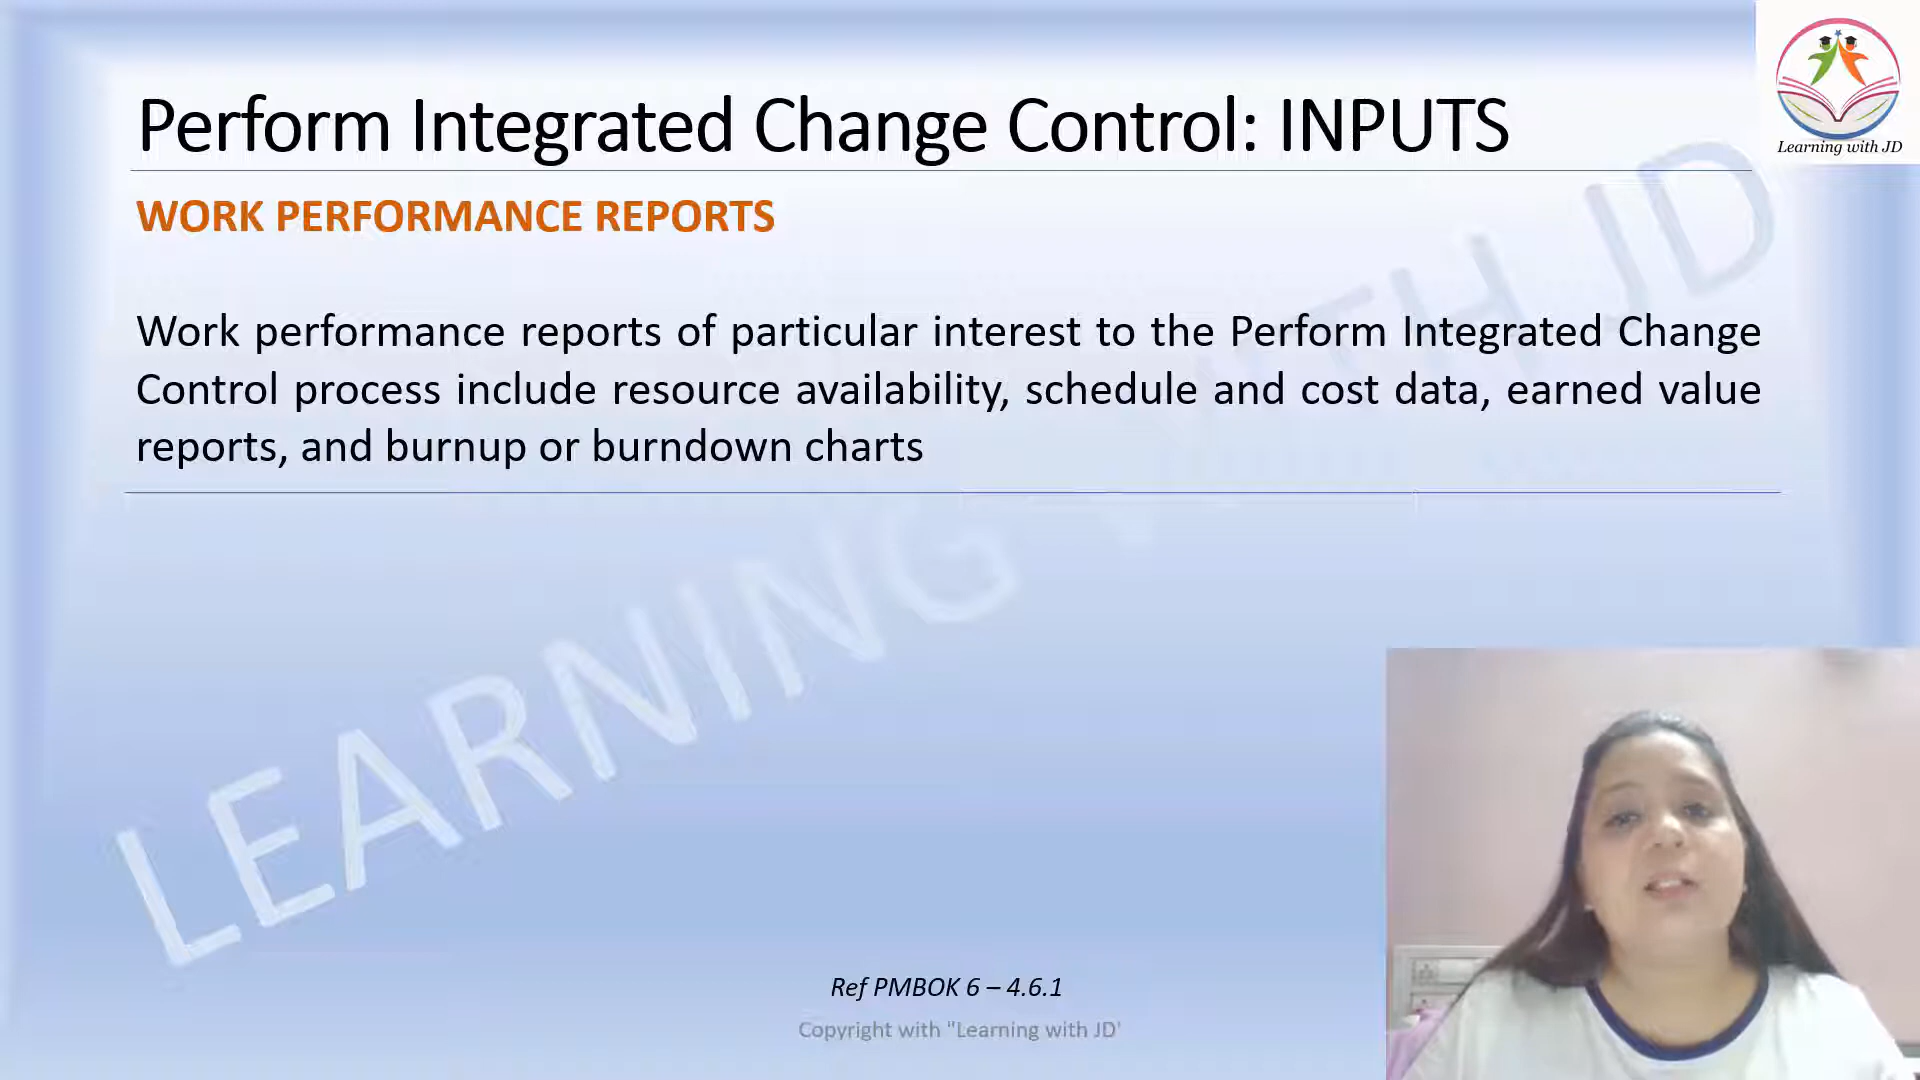 Perform Integrated Change Control: INPUTS
Learning with JD
WORK PERFORMANCE REPORTS
Work performance reports of particular interest to the Perform Integrated Change
Control process include resource availability, schedule and cost data, earned value
reports, and burnup or burndown charts
LEARNING WITH JD
Ref PMBOK 6 – 4.6.1
Copyright with "Learning with JD'